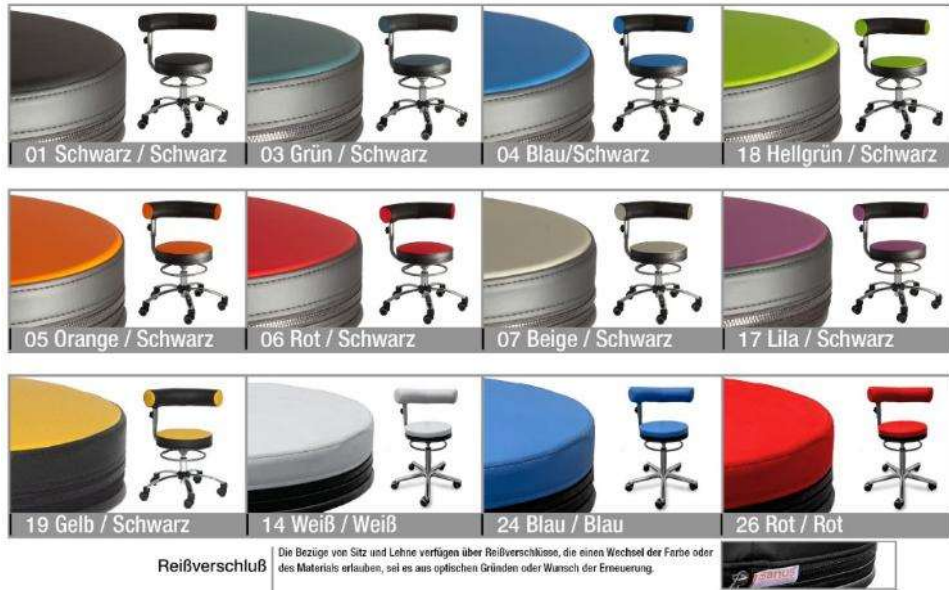 01 Schwarz / Schwarz
03 Grün / Schwarz
04 Blau/Schwarz
18 Hellgrün / Schwarz
05 Orange / Schwarz
06 Rot / Schwarz
07 Beige / Schwarz
17 Lila / Schwarz
19 Gelb / Schwarz
14 Weiß / Weiß
24 Blau / Blau
26 Rot / Rot
Reißverschluß
Die Bezüge von Sitz und Lehne verfügen über Reißverschlüsse, die einen Wechsel der Farbe oder
des Materials erlauben, sei es aus optischen Gründen oder Wunsch der Erneuerung.